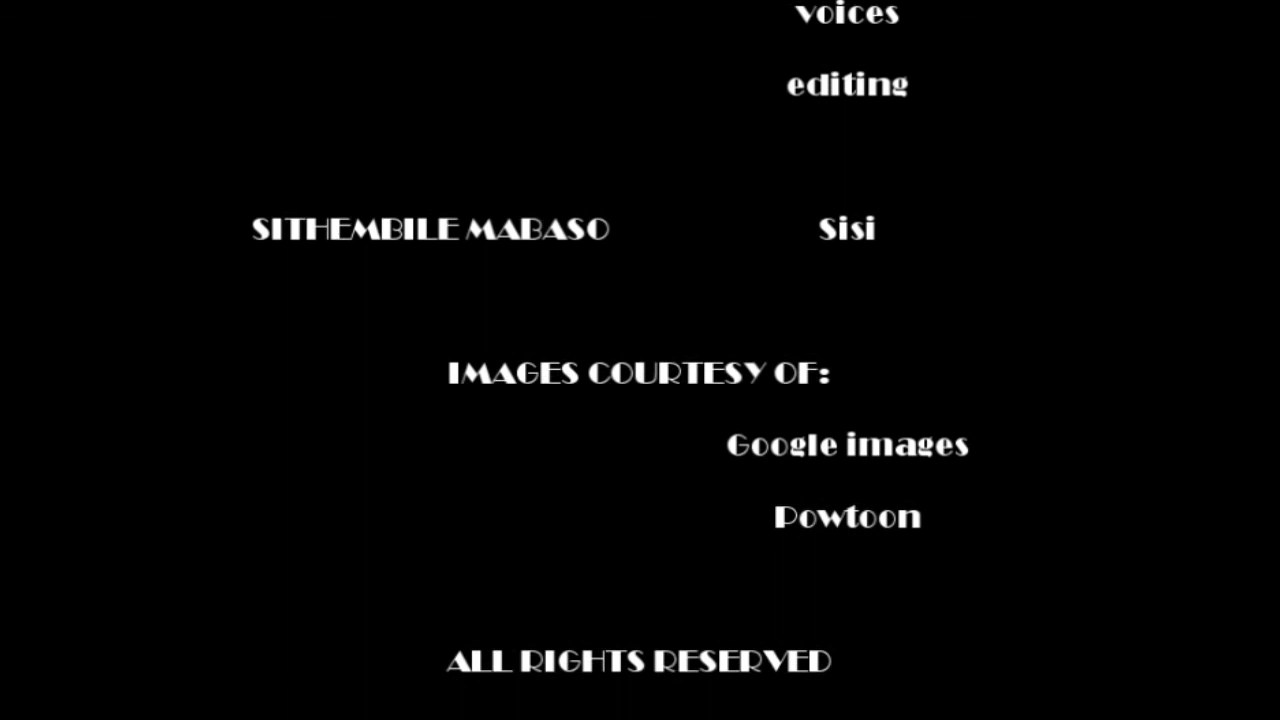 voices
editing
SITHEMBILE MABASO Sisi
IMAGES COURTESY OF:
Google images
Powtoon
ALL RIGHTS RESERVED